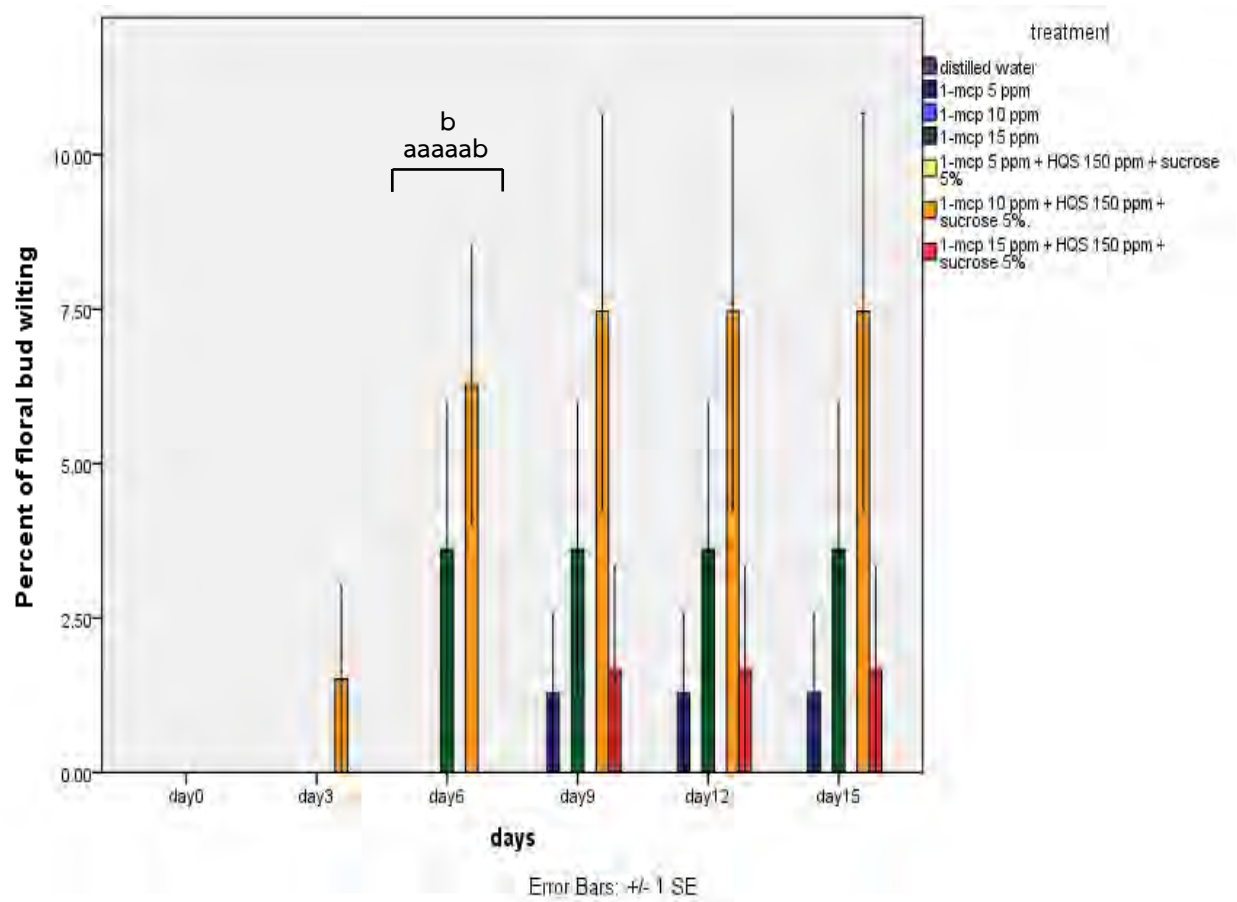 treatment
distilled water
1-mcp 5 ppm
1-mcp 10 ppm
1-mcp 15 ppm
1-mcp 5 ppm + HQS 150 ppm + sucrose
5%
1-mcp 10 ppm + HQS 150 ppm +
sucrose 5%.
1-mcp 15 ppm + HQS 150 ppm +
sucrose 5%
b
aaaaab
Percent of floral bud wilting
10.00
7.50
5.00
2.50
0.00
day0 day3 day6 day9 day12 day15
days
Error Bars: +/- 1 SE